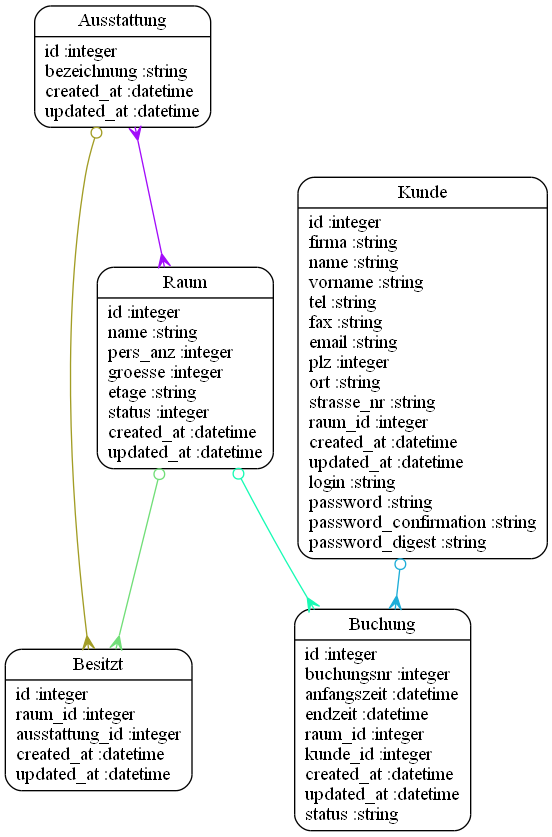 Ausstattung
id :integer
bezeichnung :string
created_at :datetime
updated_at :datetime
Kunde
id :integer
firma :string
name :string
vorname :string
tel :string
fax :string
email :string
plz :integer
ort :string
strasse_nr :string
raum_id :integer
created_at :datetime
updated_at :datetime
login :string
password :string
password_confirmation :string
password_digest :string
Raum
id :integer
name :string
pers_anz :integer
groesse :integer
etage :string
status :integer
created_at :datetime
updated_at :datetime
Besitzt
id :integer
raum_id :integer
ausstattung_id :integer
created_at :datetime
updated_at :datetime
Buchung
id :integer
buchungsnr :integer
anfangszeit :datetime
endzeit :datetime
raum_id :integer
kunde_id :integer
created_at :datetime
updated_at :datetime
status :string